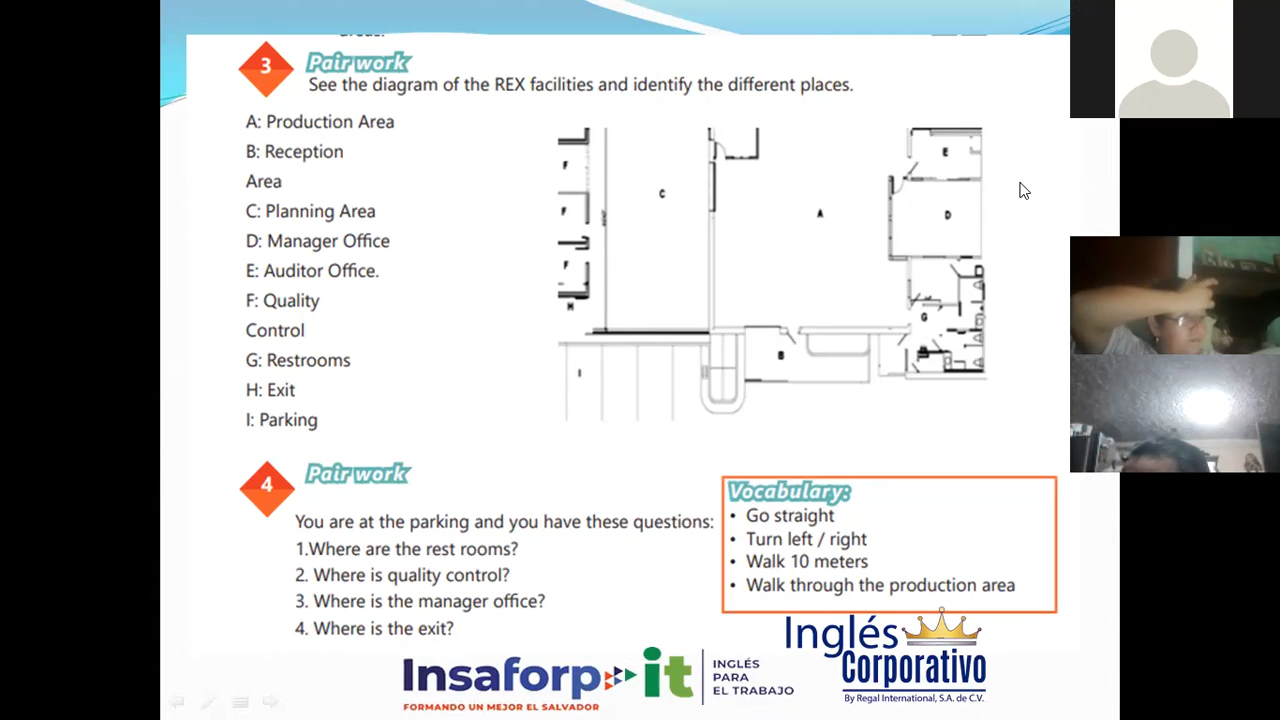 3
Pair work
See the diagram of the REX facilities and identify the different places.
A: Production Area
B: Reception
Area
C: Planning Area
D: Manager Office
E: Auditor Office.
F: Quality
Control
G: Restrooms
H: Exit
I: Parking
F
F
F
H
C
A
E
D
G
B
I
4
Pair work
You are at the parking and you have these questions:
1.Where are the rest rooms?
2. Where is quality control?
3. Where is the manager office?
4. Where is the exit?
Vocabulary:
• Go straight
• Turn left / right
• Walk 10 meters
• Walk through the production area
Insaforp it
FORMANDO UN MEJOR EL SALVADOR
INGLÉS
PARA
EL TRABAJO
Inglés
Corporativo
By Regal International, S.A. de C.V.